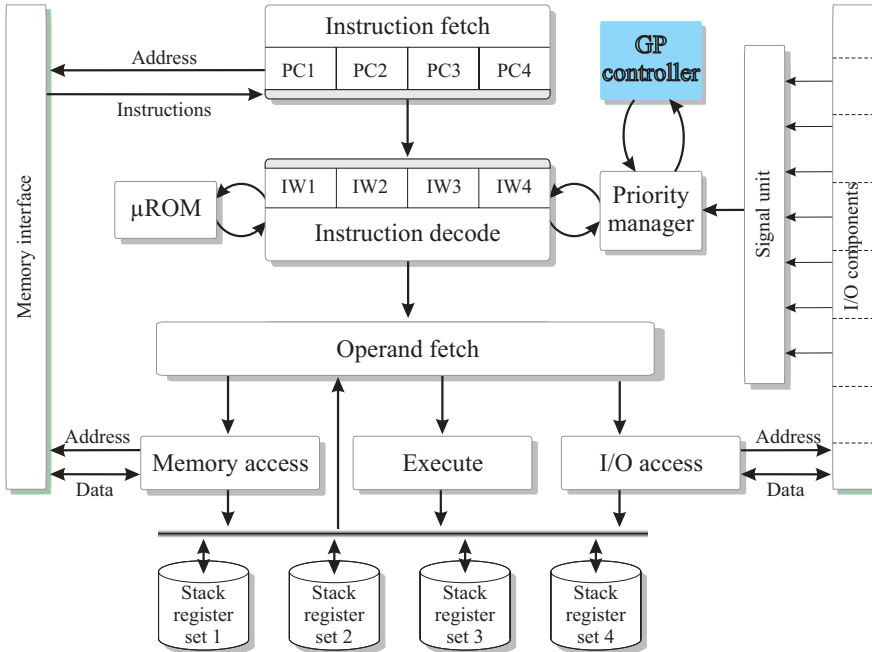 Instruction fetch
PC1 PC2 PC3 PC4
Address
Instructions
GP
controller
IW1 IW2 IW3 IW4
Instruction decode
µROM
Priority
manager
Signal unit
I/O components
Memory interface
Operand fetch
Address
Data
Memory access
Execute
I/O access
Address
Data
Stack
register
set 1
Stack
register
set 2
Stack
register
set 3
Stack
register
set 4